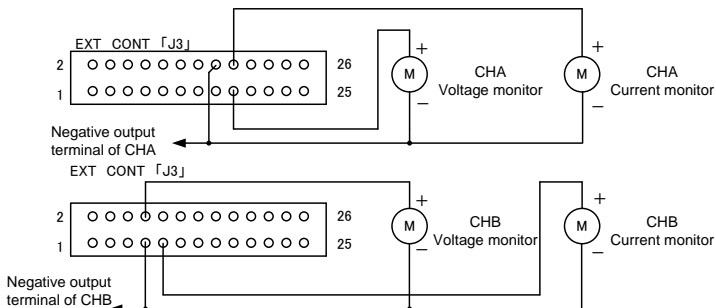 EXT CONT「J3」
2
26
1
25
+
M
−
CHA
Voltage monitor
+
M
−
CHA
Current monitor
Negative output
terminal of CHA
EXT CONT「J3」
2
26
1
25
+
M
−
CHB
Voltage monitor
+
M
−
CHB
Current monitor
Negative output
terminal of CHB